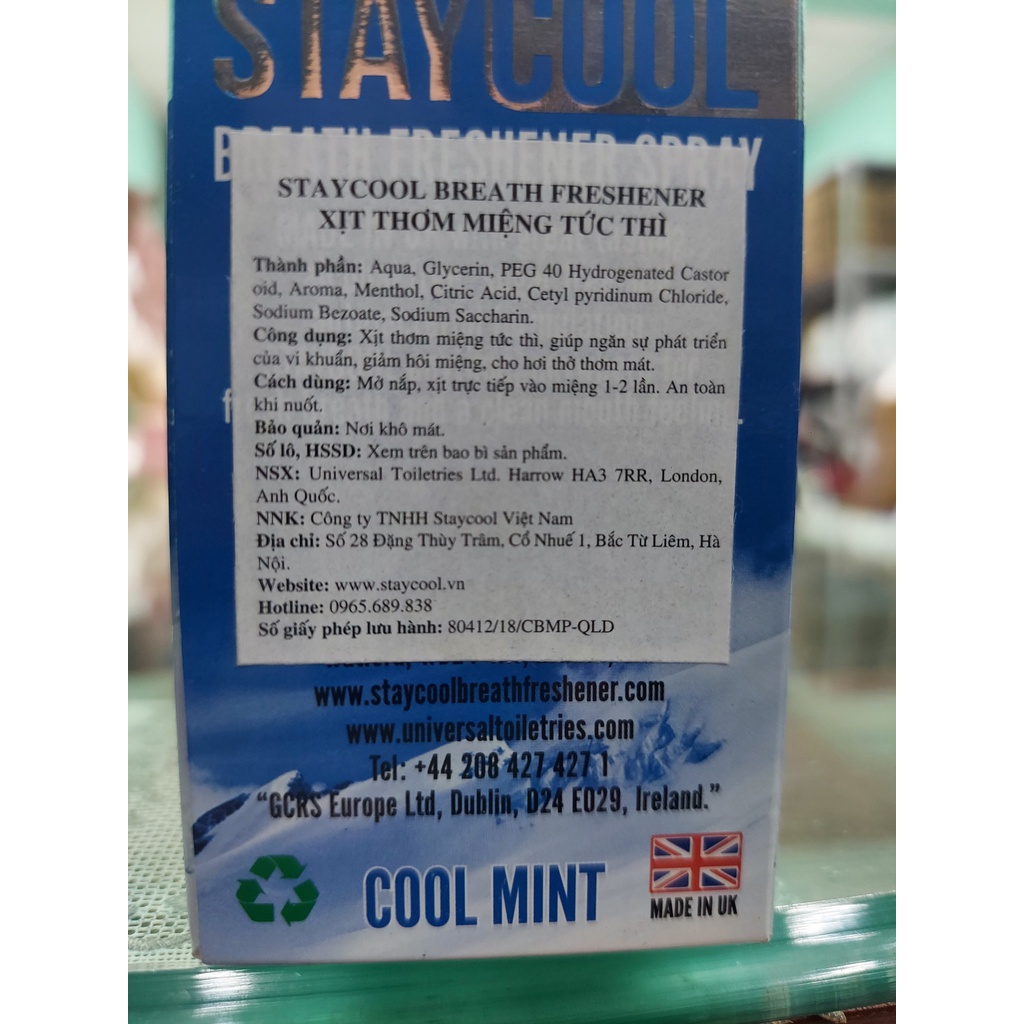 STAYCOOL
BREATH FRESHENER SPRAY
STAYCOOL BREATH FRESHENER
XỊT THƠM MIỆNG TỨC THÌ
Thành phần: Aqua, Glycerin, PEG 40 Hydrogenated Castor
oid, Aroma, Menthol, Citric Acid, Cetyl pyridinum Chloride,
Sodium Bezoate, Sodium Saccharin.
Công dụng: Xịt thơm miệng tức thì, giúp ngăn sự phát triển
của vi khuẩn, giảm hôi miệng, cho hơi thở thơm mát.
Cách dùng: Mở nắp, xịt trực tiếp vào miệng 1-2 lần. An toàn
khi nuốt.
Bảo quản: Nơi khô mát.
Số lô, HSSD: Xem trên bao bì sản phẩm.
NSX: Universal Toiletries Ltd. Harrow HA3 7RR, London,
Anh Quốc.
NNK: Công ty TNHH Staycool Việt Nam
Địa chỉ: Số 28 Đặng Thùy Trâm, Cổ Nhuế 1, Bắc Từ Liêm, Hà
Nội.
Website: www.staycool.vn
Hotline: 0965.689.838
Số giấy phép lưu hành: 80412/18/CBMP-QLD
www.staycoolbreathfreshener.com
www.universaltoiletries.com
Tel: +44 208 427 427 1
“GCRS Europe Ltd, Dublin, D24 E029, Ireland.”
COOL MINT
MADE IN UK